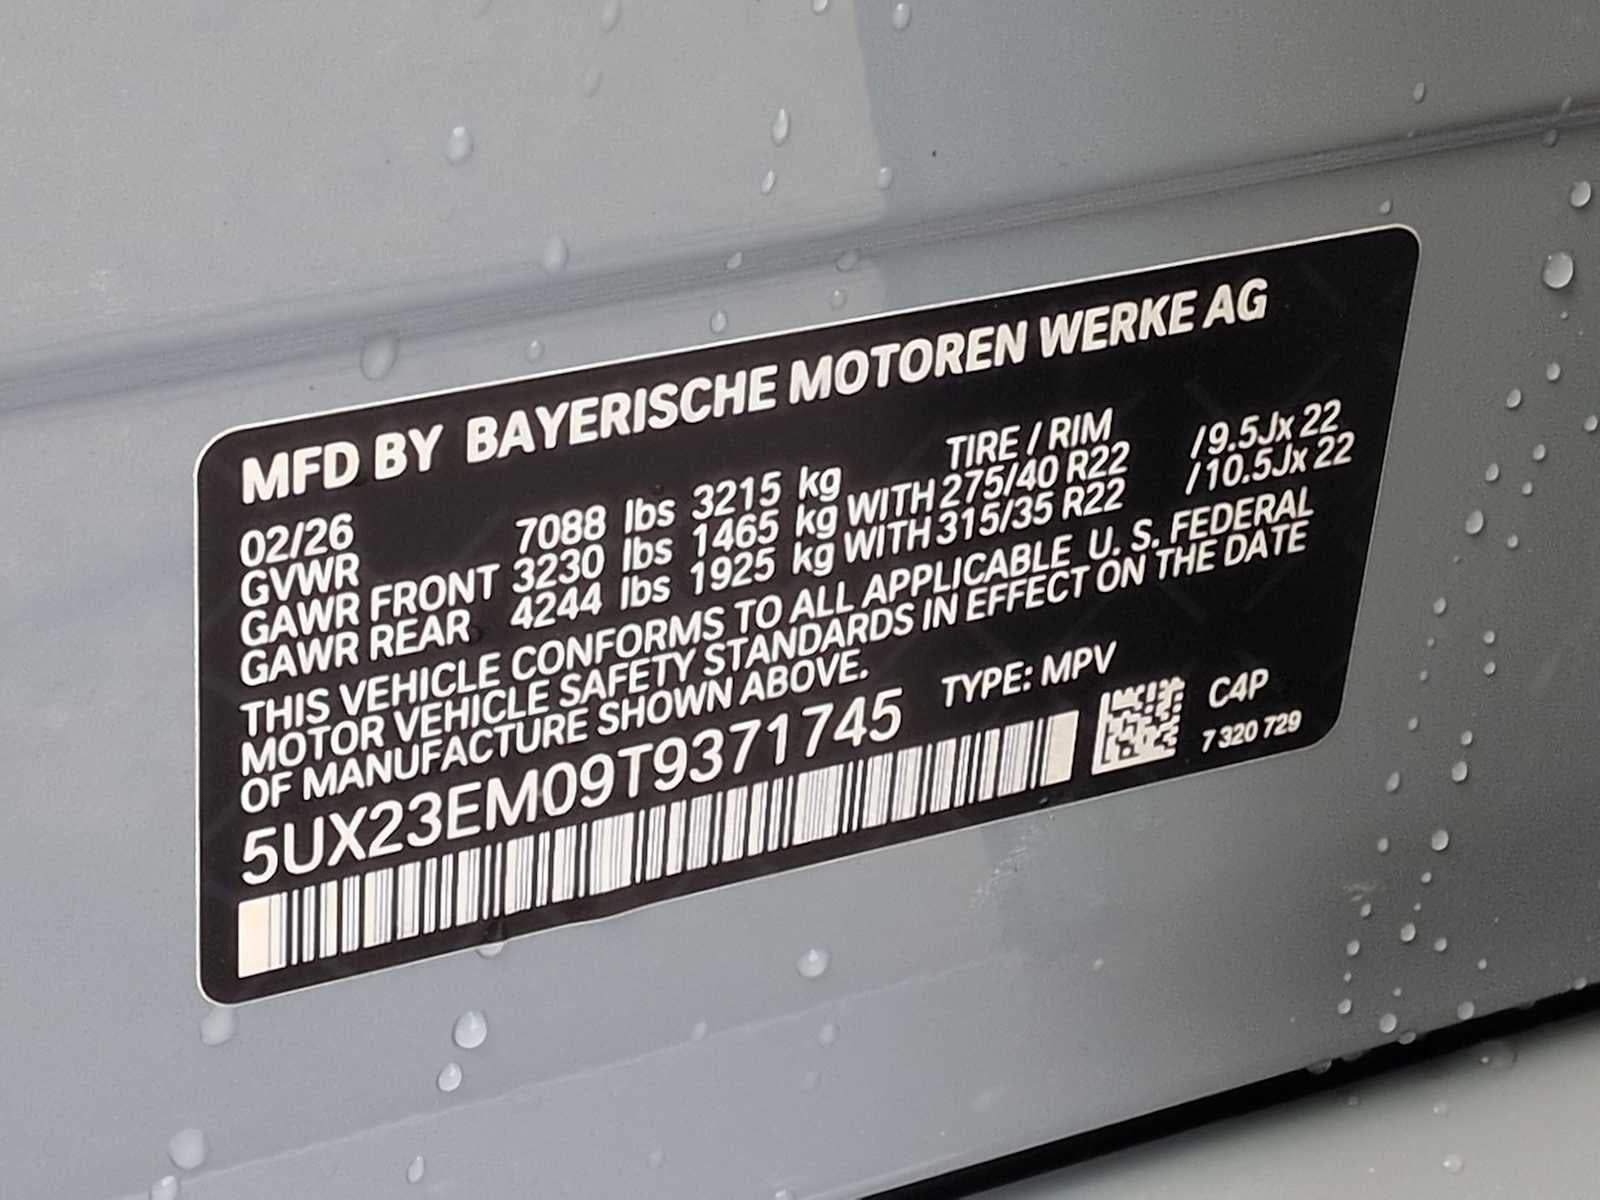 MFD BY BAYERISCHE MOTOREN WERKE AG
02/26 TIRE / RIM
GVWR 7088 lbs 3215 kg
GAWR FRONT 3230 lbs 1465 kg WITH 275/40 R22 /9.5Jx 22
GAWR REAR 4244 lbs 1925 kg WITH 315/35 R22 /10.5Jx 22
THIS VEHICLE CONFORMS TO ALL APPLICABLE U. S. FEDERAL
MOTOR VEHICLE SAFETY STANDARDS IN EFFECT ON THE DATE
OF MANUFACTURE SHOWN ABOVE.
5UX23EM09T9371745 TYPE: MPV
C4P
7 320 729